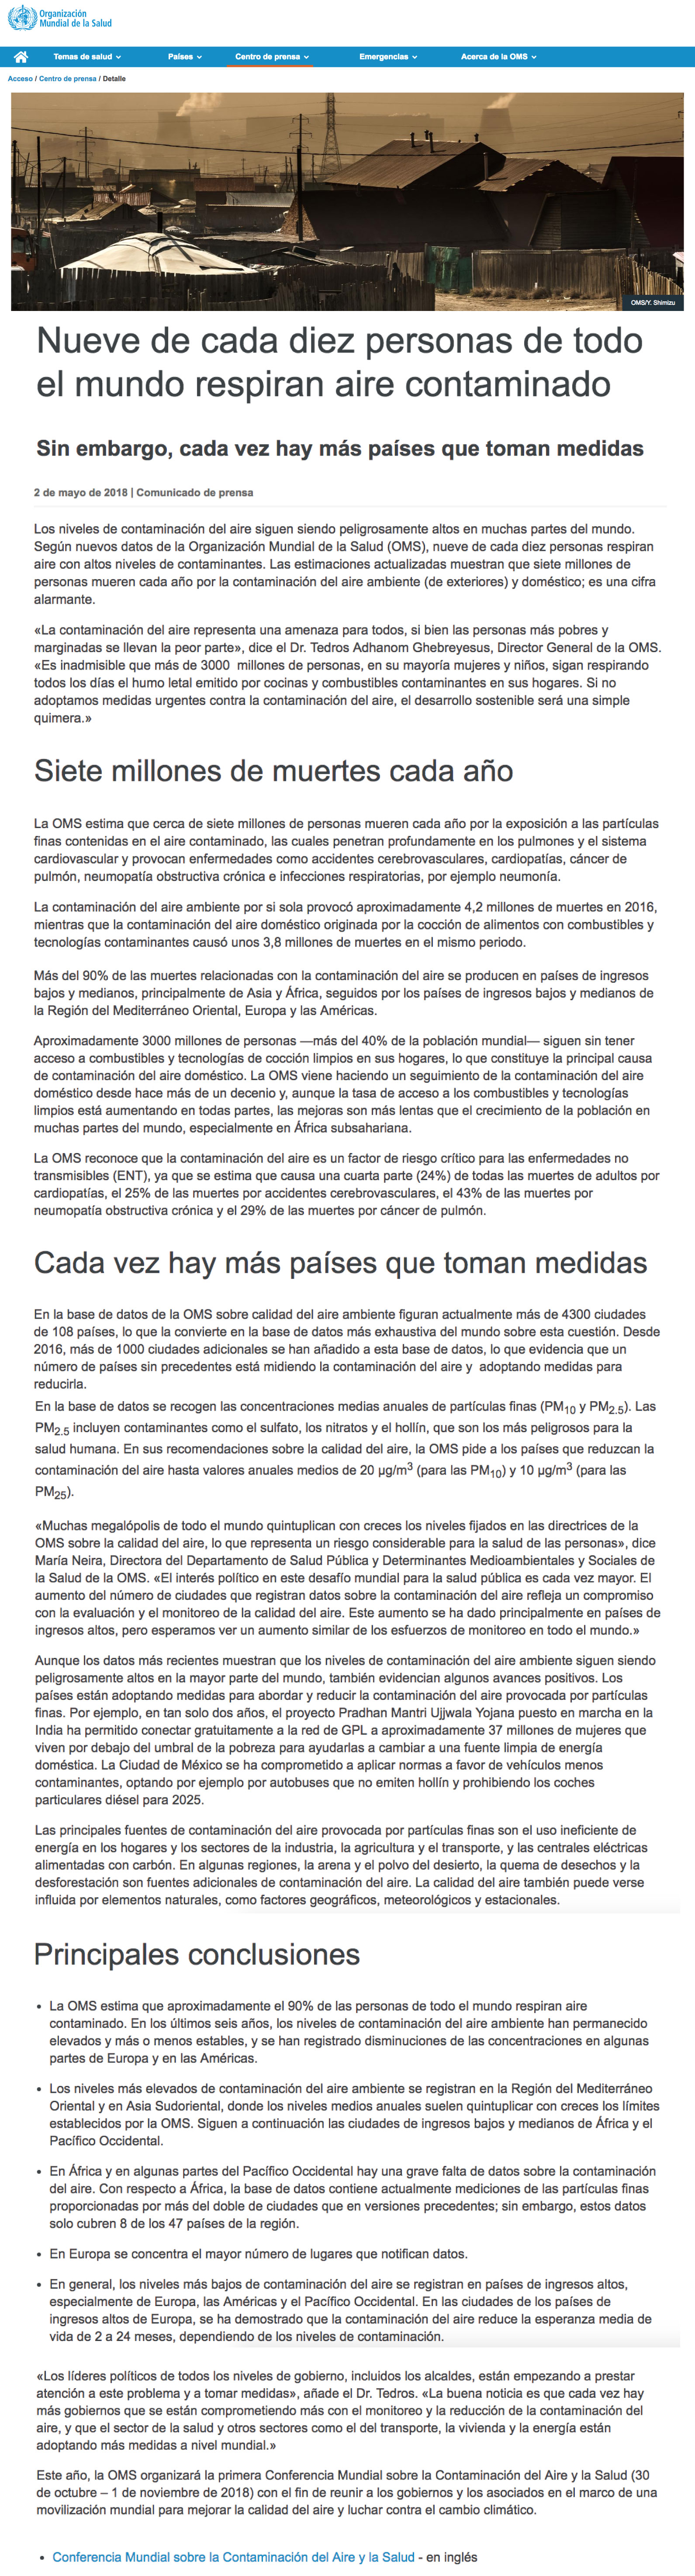 Organización
Mundial de la Salud
Temas de salud
Países
Centro de prensa
Emergencias
Acerca de la OMS
Acceso / Centro de prensa / Detalle
OMS/Y. Shimizu
Nueve de cada diez personas de todo
el mundo respiran aire contaminado
Sin embargo, cada vez hay más países que toman medidas
2 de mayo de 2018 | Comunicado de prensa
Los niveles de contaminación del aire siguen siendo peligrosamente altos en muchas partes del mundo.
Según nuevos datos de la Organización Mundial de la Salud (OMS), nueve de cada diez personas respiran
aire con altos niveles de contaminantes. Las estimaciones actualizadas muestran que siete millones de
personas mueren cada año por la contaminación del aire ambiente (de exteriores) y doméstico; es una cifra
alarmante.
«La contaminación del aire representa una amenaza para todos, si bien las personas más pobres y
marginadas se llevan la peor parte», dice el Dr. Tedros Adhanom Ghebreyesus, Director General de la OMS.
«Es inadmisible que más de 3000 millones de personas, en su mayoría mujeres y niños, sigan respirando
todos los días el humo letal emitido por cocinas y combustibles contaminantes en sus hogares. Si no
adoptamos medidas urgentes contra la contaminación del aire, el desarrollo sostenible será una simple
quimera.»
Siete millones de muertes cada año
La OMS estima que cerca de siete millones de personas mueren cada año por la exposición a las partículas
finas contenidas en el aire contaminado, las cuales penetran profundamente en los pulmones y el sistema
cardiovascular y provocan enfermedades como accidentes cerebrovasculares, cardiopatías, cáncer de
pulmón, neumopatía obstructiva crónica e infecciones respiratorias, por ejemplo neumonía.
La contaminación del aire ambiente por si sola provocó aproximadamente 4,2 millones de muertes en 2016,
mientras que la contaminación del aire doméstico originada por la cocción de alimentos con combustibles y
tecnologías contaminantes causó unos 3,8 millones de muertes en el mismo periodo.
Más del 90% de las muertes relacionadas con la contaminación del aire se producen en países de ingresos
bajos y medianos, principalmente de Asia y África, seguidos por los países de ingresos bajos y medianos de
la Región del Mediterráneo Oriental, Europa y las Américas.
Aproximadamente 3000 millones de personas —más del 40% de la población mundial— siguen sin tener
acceso a combustibles y tecnologías de cocción limpios en sus hogares, lo que constituye la principal causa
de contaminación del aire doméstico. La OMS viene haciendo un seguimiento de la contaminación del aire
doméstico desde hace más de un decenio y, aunque la tasa de acceso a los combustibles y tecnologías
limpios está aumentando en todas partes, las mejoras son más lentas que el crecimiento de la población en
muchas partes del mundo, especialmente en África subsahariana.
La OMS reconoce que la contaminación del aire es un factor de riesgo crítico para las enfermedades no
transmisibles (ENT), ya que se estima que causa una cuarta parte (24%) de todas las muertes de adultos por
cardiopatías, el 25% de las muertes por accidentes cerebrovasculares, el 43% de las muertes por
neumopatía obstructiva crónica y el 29% de las muertes por cáncer de pulmón.
Cada vez hay más países que toman medidas
En la base de datos de la OMS sobre calidad del aire ambiente figuran actualmente más de 4300 ciudades
de 108 países, lo que la convierte en la base de datos más exhaustiva del mundo sobre esta cuestión. Desde
2016, más de 1000 ciudades adicionales se han añadido a esta base de datos, lo que evidencia que un
número de países sin precedentes está midiendo la contaminación del aire y adoptando medidas para
reducirla.
En la base de datos se recogen las concentraciones medias anuales de partículas finas (PM10 y PM2.5). Las
PM2.5 incluyen contaminantes como el sulfato, los nitratos y el hollín, que son los más peligrosos para la
salud humana. En sus recomendaciones sobre la calidad del aire, la OMS pide a los países que reduzcan la
contaminación del aire hasta valores anuales medios de 20 µg/m3 (para las PM10) y 10 µg/m3 (para las
PM25).
«Muchas megalópolis de todo el mundo quintuplican con creces los niveles fijados en las directrices de la
OMS sobre la calidad del aire, lo que representa un riesgo considerable para la salud de las personas», dice
María Neira, Directora del Departamento de Salud Pública y Determinantes Medioambientales y Sociales de
la Salud de la OMS. «El interés político en este desafío mundial para la salud pública es cada vez mayor. El
aumento del número de ciudades que registran datos sobre la contaminación del aire refleja un compromiso
con la evaluación y el monitoreo de la calidad del aire. Este aumento se ha dado principalmente en países de
ingresos altos, pero esperamos ver un aumento similar de los esfuerzos de monitoreo en todo el mundo.»
Aunque los datos más recientes muestran que los niveles de contaminación del aire ambiente siguen siendo
peligrosamente altos en la mayor parte del mundo, también evidencian algunos avances positivos. Los
países están adoptando medidas para abordar y reducir la contaminación del aire provocada por partículas
finas. Por ejemplo, en tan solo dos años, el proyecto Pradhan Mantri Ujjwala Yojana puesto en marcha en la
India ha permitido conectar gratuitamente a la red de GPL a aproximadamente 37 millones de mujeres que
viven por debajo del umbral de la pobreza para ayudarlas a cambiar a una fuente limpia de energía
doméstica. La Ciudad de México se ha comprometido a aplicar normas a favor de vehículos menos
contaminantes, optando por ejemplo por autobuses que no emiten hollín y prohibiendo los coches
particulares diésel para 2025.
Las principales fuentes de contaminación del aire provocada por partículas finas son el uso ineficiente de
energía en los hogares y los sectores de la industria, la agricultura y el transporte, y las centrales eléctricas
alimentadas con carbón. En algunas regiones, la arena y el polvo del desierto, la quema de desechos y la
desforestación son fuentes adicionales de contaminación del aire. La calidad del aire también puede verse
influida por elementos naturales, como factores geográficos, meteorológicos y estacionales.
Principales conclusiones
• La OMS estima que aproximadamente el 90% de las personas de todo el mundo respiran aire
contaminado. En los últimos seis años, los niveles de contaminación del aire ambiente han permanecido
elevados y más o menos estables, y se han registrado disminuciones de las concentraciones en algunas
partes de Europa y en las Américas.
• Los niveles más elevados de contaminación del aire ambiente se registran en la Región del Mediterráneo
Oriental y en Asia Sudoriental, donde los niveles medios anuales suelen quintuplicar con creces los límites
establecidos por la OMS. Siguen a continuación las ciudades de ingresos bajos y medianos de África y el
Pacífico Occidental.
• En África y en algunas partes del Pacífico Occidental hay una grave falta de datos sobre la contaminación
del aire. Con respecto a África, la base de datos contiene actualmente mediciones de las partículas finas
proporcionadas por más del doble de ciudades que en versiones precedentes; sin embargo, estos datos
solo cubren 8 de los 47 países de la región.
• En Europa se concentra el mayor número de lugares que notifican datos.
• En general, los niveles más bajos de contaminación del aire se registran en países de ingresos altos,
especialmente de Europa, las Américas y el Pacífico Occidental. En las ciudades de los países de
ingresos altos de Europa, se ha demostrado que la contaminación del aire reduce la esperanza media de
vida de 2 a 24 meses, dependiendo de los niveles de contaminación.
«Los líderes políticos de todos los niveles de gobierno, incluidos los alcaldes, están empezando a prestar
atención a este problema y a tomar medidas», añade el Dr. Tedros. «La buena noticia es que cada vez hay
más gobiernos que se están comprometiendo más con el monitoreo y la reducción de la contaminación del
aire, y que el sector de la salud y otros sectores como el del transporte, la vivienda y la energía están
adoptando más medidas a nivel mundial.»
Este año, la OMS organizará la primera Conferencia Mundial sobre la Contaminación del Aire y la Salud (30
de octubre – 1 de noviembre de 2018) con el fin de reunir a los gobiernos y los asociados en el marco de una
movilización mundial para mejorar la calidad del aire y luchar contra el cambio climático.
• Conferencia Mundial sobre la Contaminación del Aire y la Salud - en inglés